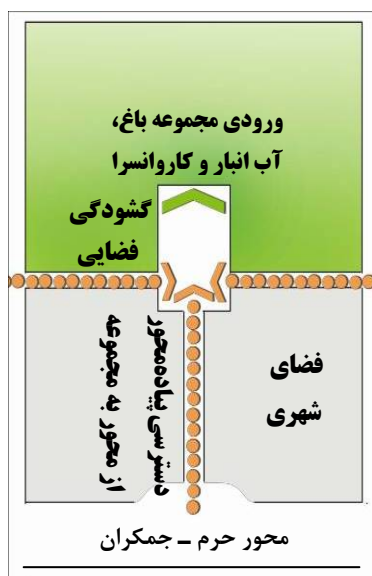 ورودی مجموعه باغ،
آب انبار و کاروانسرا
گشودگی
فضایی
دسترسی پیاده‌محور
از محور به مجموعه
فضای
شهری
محور حرم – جمکران